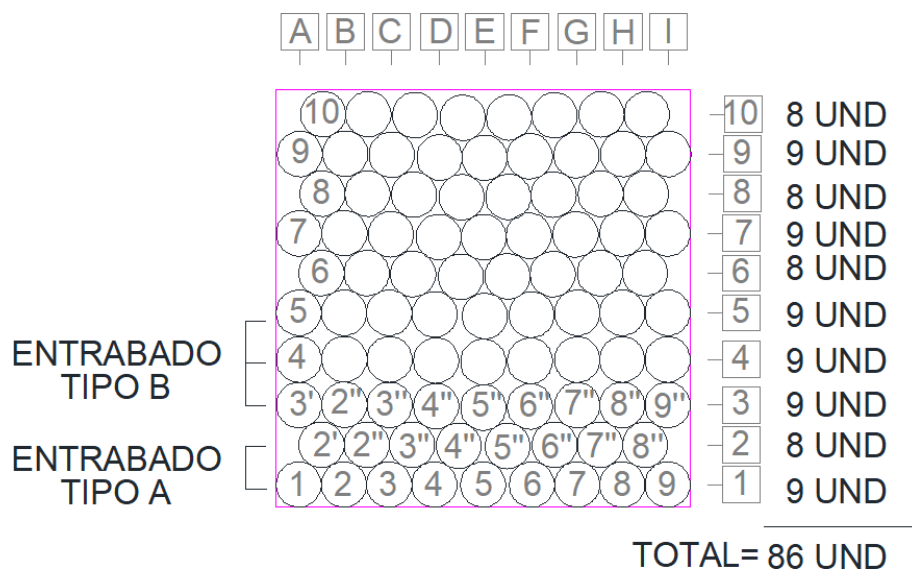 A B C D E F G H I
10 10 8 UND
9 9 9 UND
8 8 8 UND
7 7 9 UND
6 6 8 UND
5 5 9 UND
ENTRABADO
TIPO B
4 4 9 UND
3' 2" 3" 4" 5" 6" 7" 8" 9" 3 9 UND
2' 2" 3" 4" 5" 6" 7" 8" 2 8 UND
ENTRABADO
TIPO A
1 2 3 4 5 6 7 8 9 1 9 UND
TOTAL= 86 UND